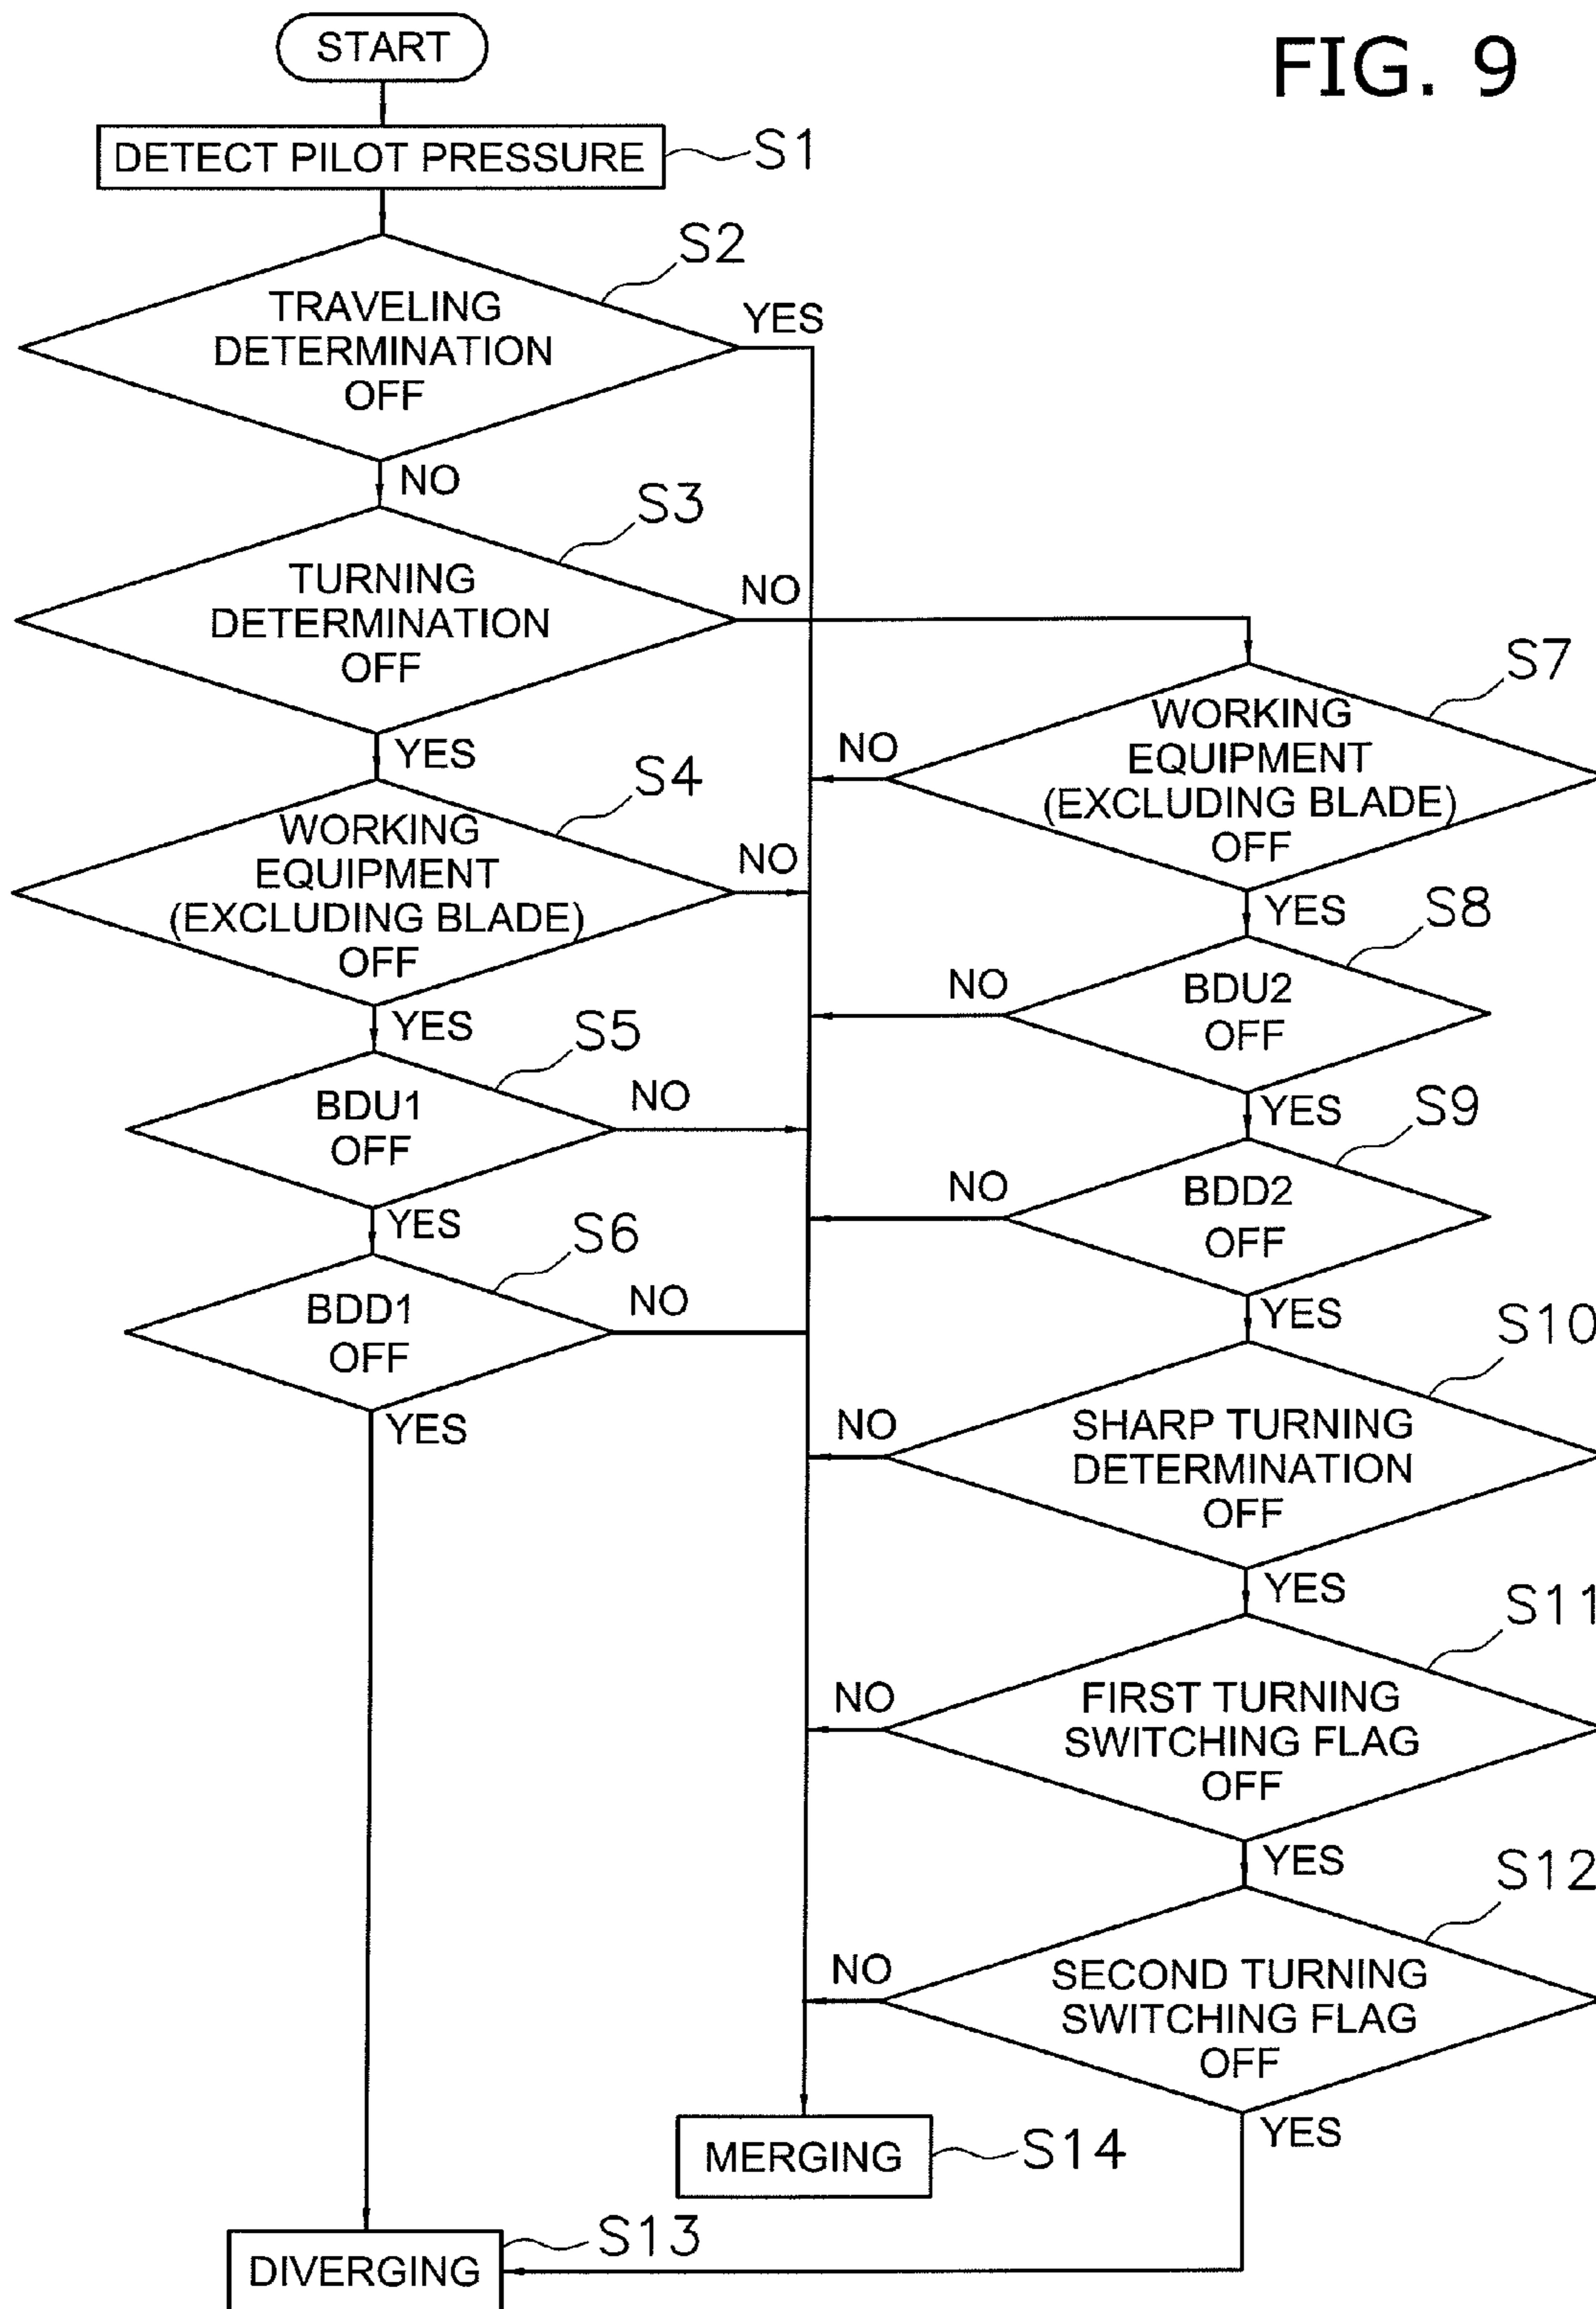 FIG. 9
START
DETECT PILOT PRESSURE
S1
S2
TRAVELING
DETERMINATION
OFF
YES
NO
S3
TURNING
DETERMINATION
OFF
NO
YES
S4
WORKING
EQUIPMENT
(EXCLUDING BLADE)
OFF
NO
YES
S5
BDU1
OFF
NO
YES
S6
BDD1
OFF
NO
YES
S7
WORKING
EQUIPMENT
(EXCLUDING BLADE)
OFF
NO
YES
S8
BDU2
OFF
NO
YES
S9
BDD2
OFF
NO
YES
S10
SHARP TURNING
DETERMINATION
OFF
NO
YES
S11
FIRST TURNING
SWITCHING FLAG
OFF
NO
YES
S12
SECOND TURNING
SWITCHING FLAG
OFF
NO
YES
MERGING
S14
DIVERGING
S13